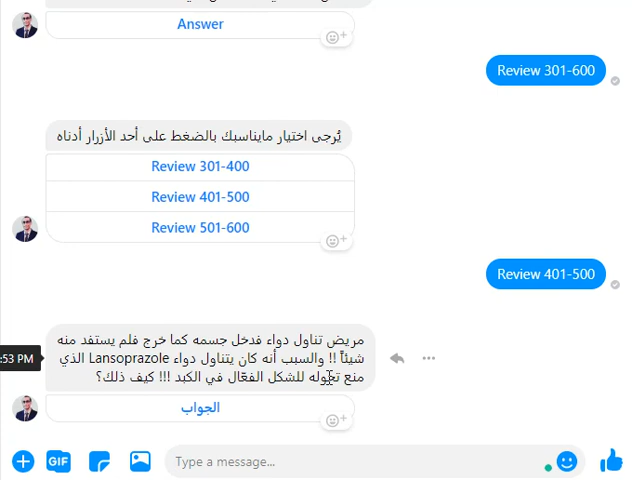 Answer
Review 301-600
يُرجى اختيار مايناسبك بالضغط على أحد الأزرار أدناه
Review 301-400
Review 401-500
Review 501-600
Review 401-500
مريض تناول دواء فدخل جسمه كما خرج فلم يستفد منه
شيئاً !! والسبب أنه كان يتناول دواء Lansoprazole الذي
منع تحوله للشكل الفعّال في الكبد !!! كيف ذلك؟
:53 PM
الجواب
GIF
Type a message...